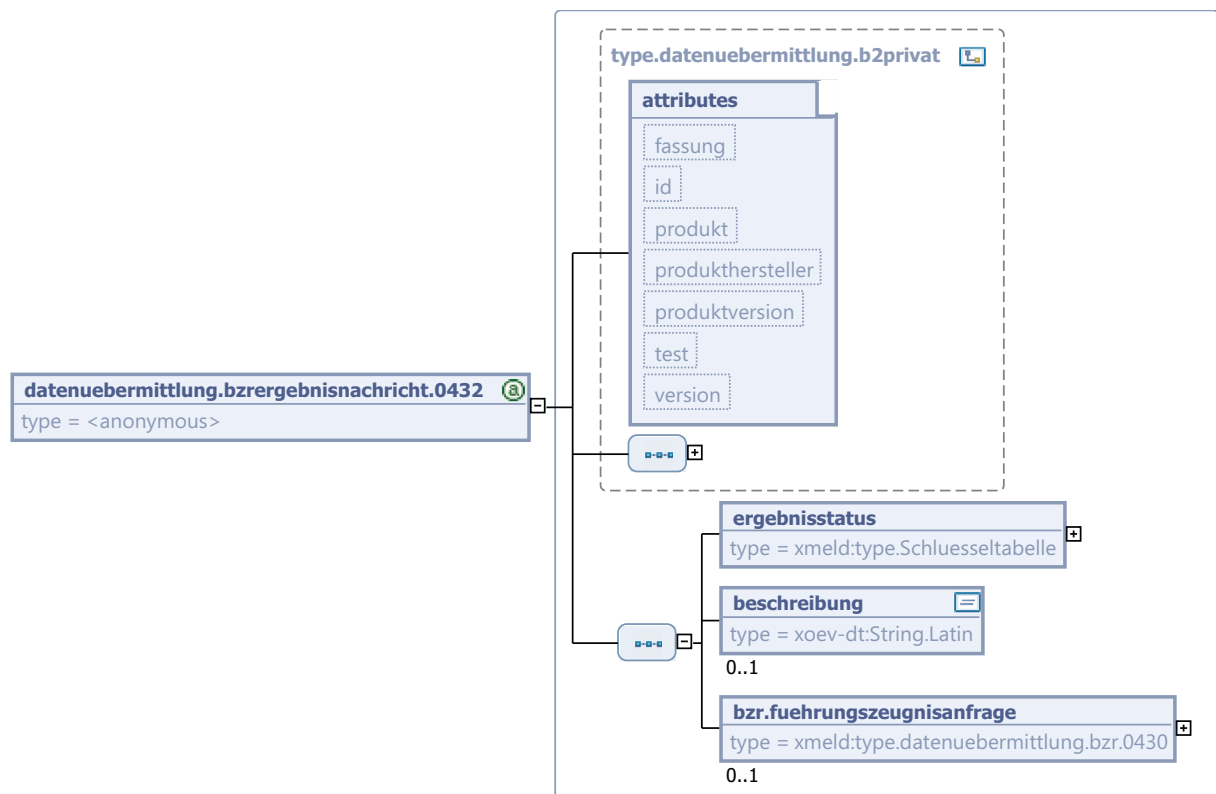 type.datenuebermittlung.b2privat
attributes
fassung
id
produkt
produkthersteller
produktversion
test
version
datenuebermittlung.bzrergebnisnachricht.0432
type = <anonymous>
ergebnisstatus
type = xmeld:type.Schluesseltabelle
beschreibung
type = xoev-dt:String.Latin
0..1
bzr.fuehrungszeugnisanfrage
type = xmeld:type.datenuebermittlung.bzr.0430
0..1